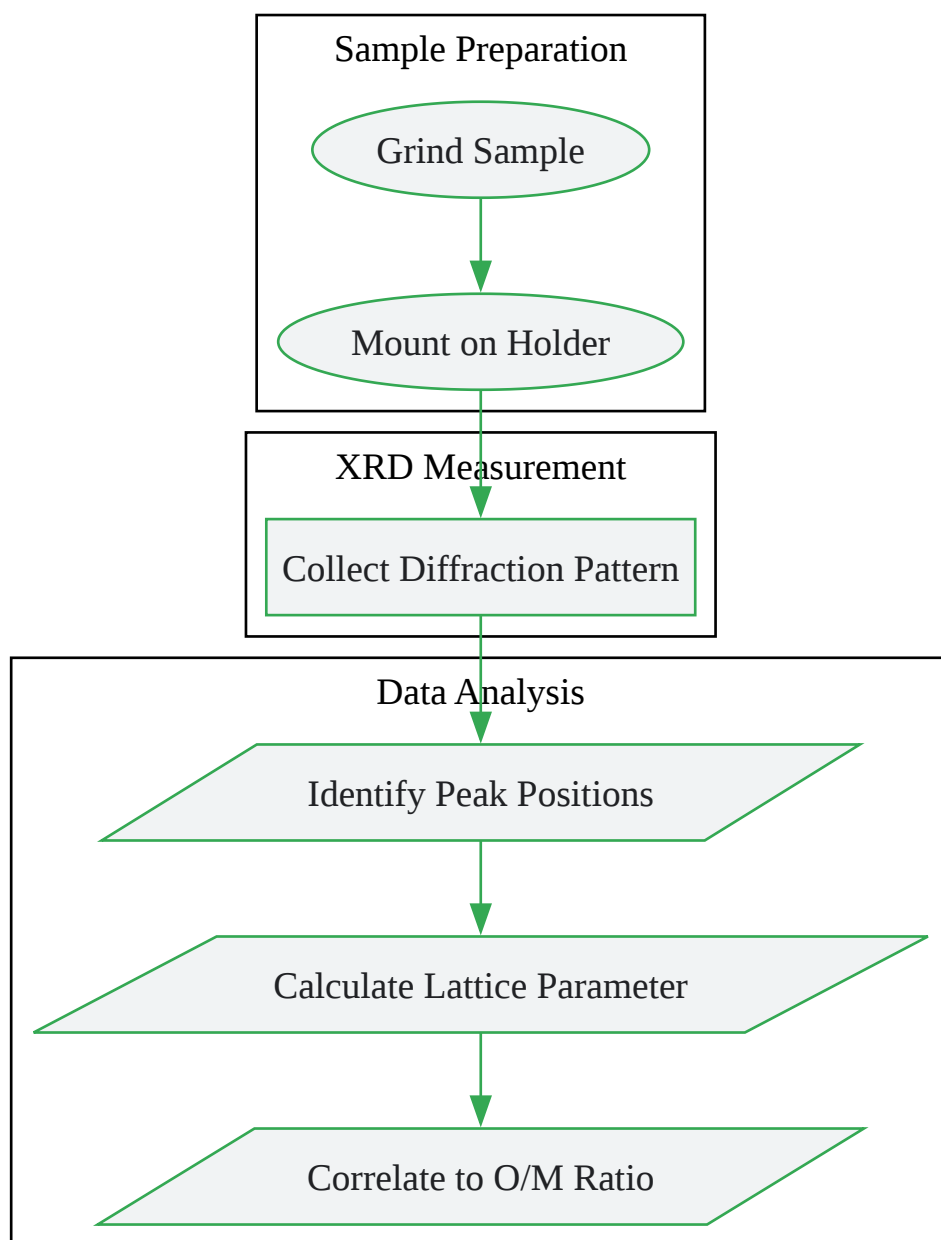 Sample Preparation
Grind Sample
Mount on Holder
XRD Measurement
Collect Diffraction Pattern
Data Analysis
Identify Peak Positions
Calculate Lattice Parameter
Correlate to O/M Ratio